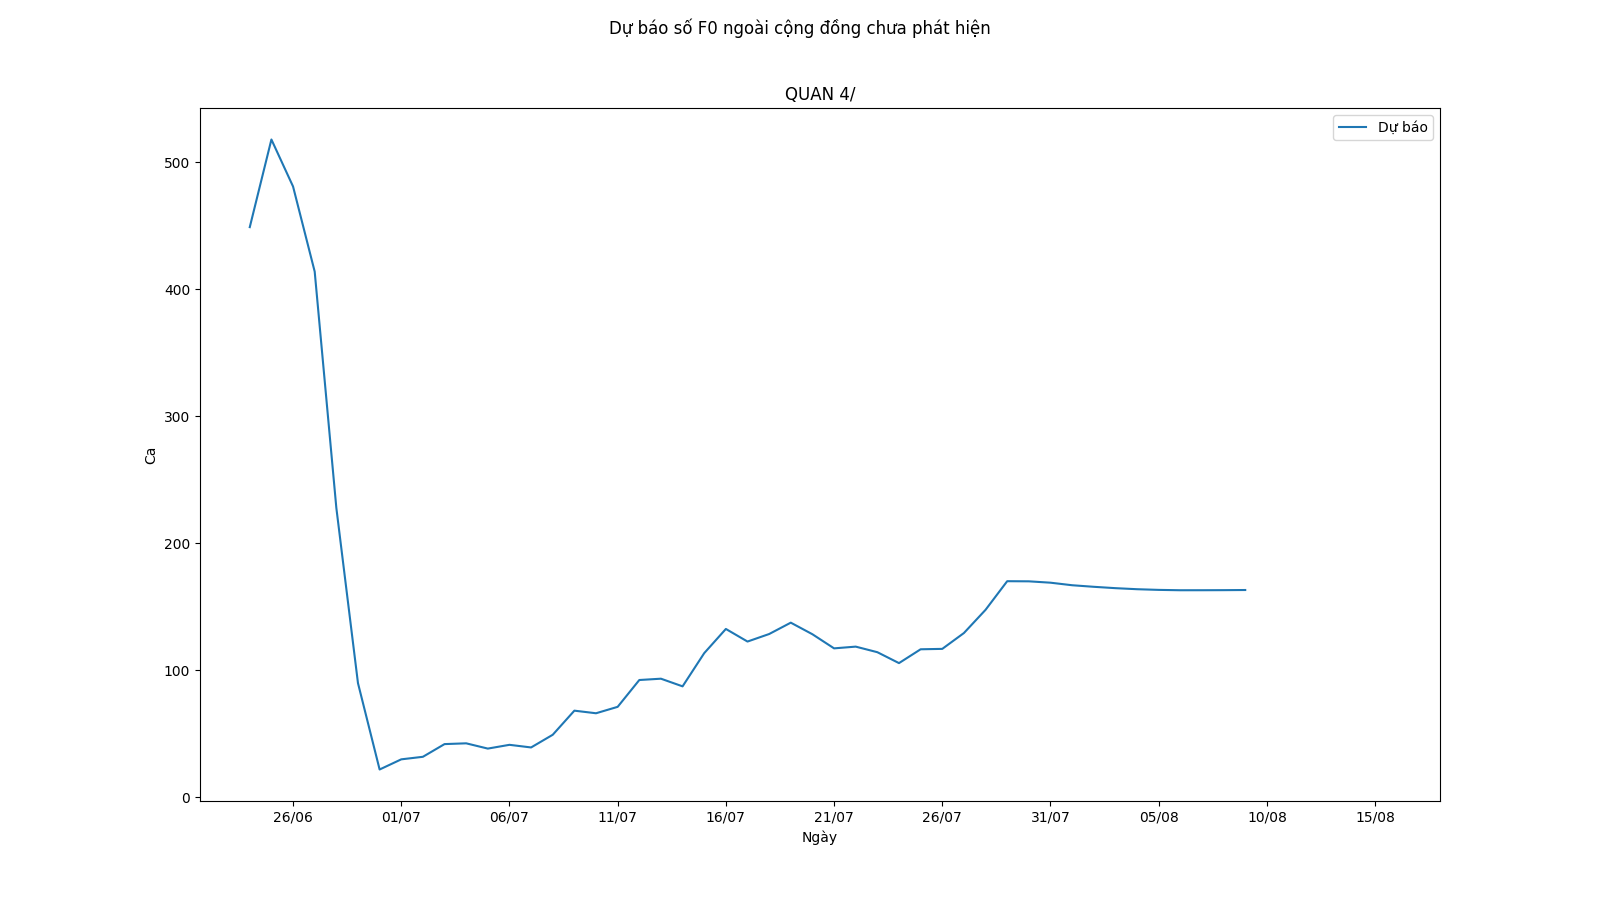 Dự báo số F0 ngoài cộng đồng chưa phát hiện
QUAN 4/
Dự báo
500
400
300
200
100
0
Ca
26/06 01/07 06/07 11/07 16/07 21/07 26/07 31/07 05/08 10/08 15/08
Ngày